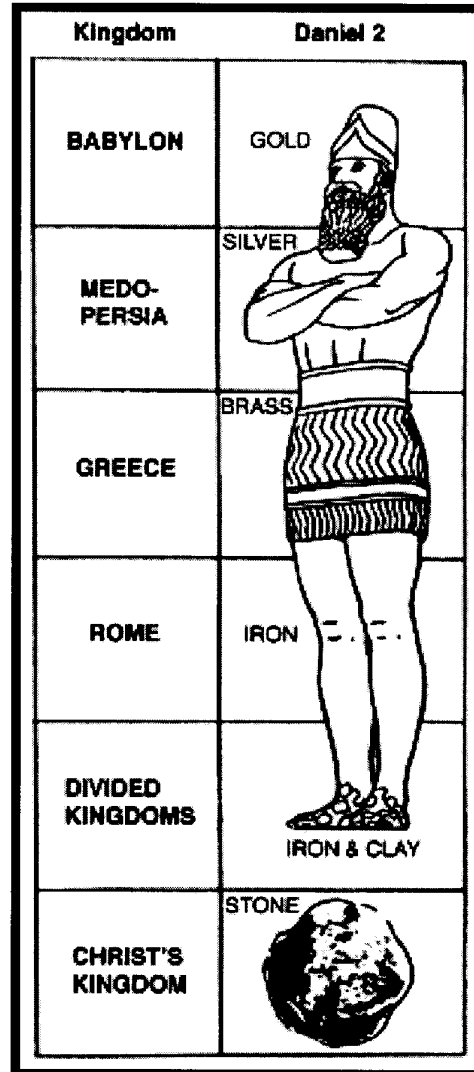 Kingdom Daniel 2
BABYLON GOLD
SILVER
MEDO-
PERSIA
BRASS
GREECE
ROME IRON
DIVIDED
KINGDOMS
IRON & CLAY
STONE
CHRIST'S
KINGDOM